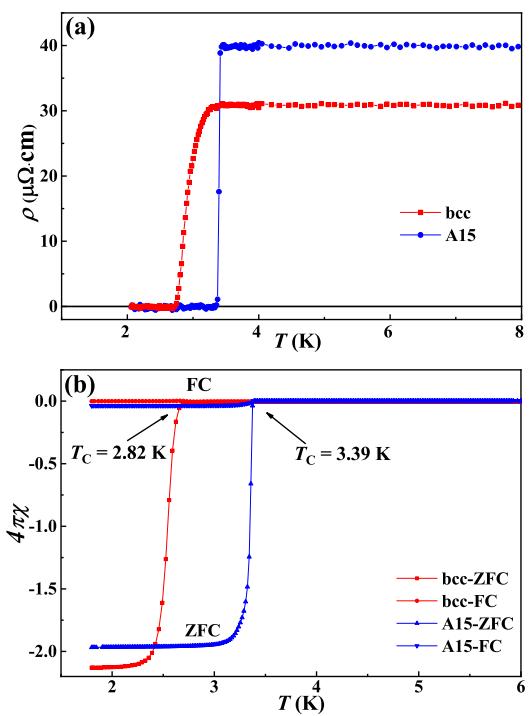 (a)
40
30
20
10
0
ρ (μΩ·cm)
bcc
A15
2
4
6
8
T (K)
(b)
FC
0.0
-0.5
-1.0
-1.5
-2.0
4πχ
T_C = 2.82 K
T_C = 3.39 K
ZFC
bcc-ZFC
bcc-FC
A15-ZFC
A15-FC
2
3
4
5
6
T (K)